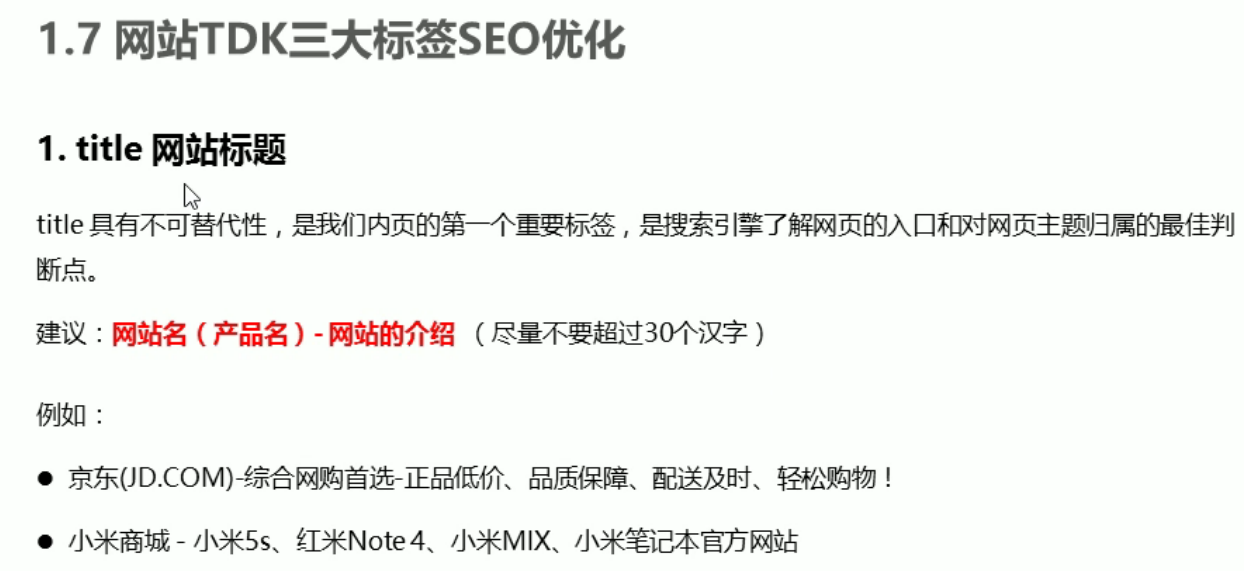 1.7 网站TDK三大标签SEO优化
1. title 网站标题
title 具有不可替代性，是我们内页的第一个重要标签，是搜索引擎了解网页的入口和对网页主题归属的最佳判
断点。
建议：网站名（产品名）- 网站的介绍 （尽量不要超过30个汉字）
例如：
● 京东(JD.COM)-综合网购首选-正品低价、品质保障、配送及时、轻松购物！
● 小米商城 - 小米5s、红米Note 4、小米MIX、小米笔记本官方网站